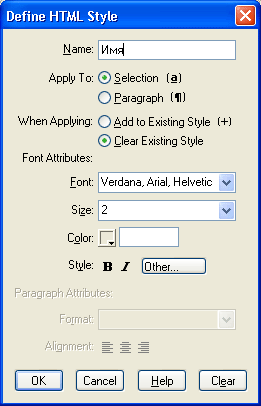 Define HTML Style
Name: Имя
Apply To: Selection (a)
Paragraph (¶)
When Applying: Add to Existing Style (+)
Clear Existing Style
Font Attributes:
Font: Verdana, Arial, Helvetic
Size: 2
Color:
Style: B I Other...
Paragraph Attributes:
Format:
Alignment:
OK Cancel Help Clear